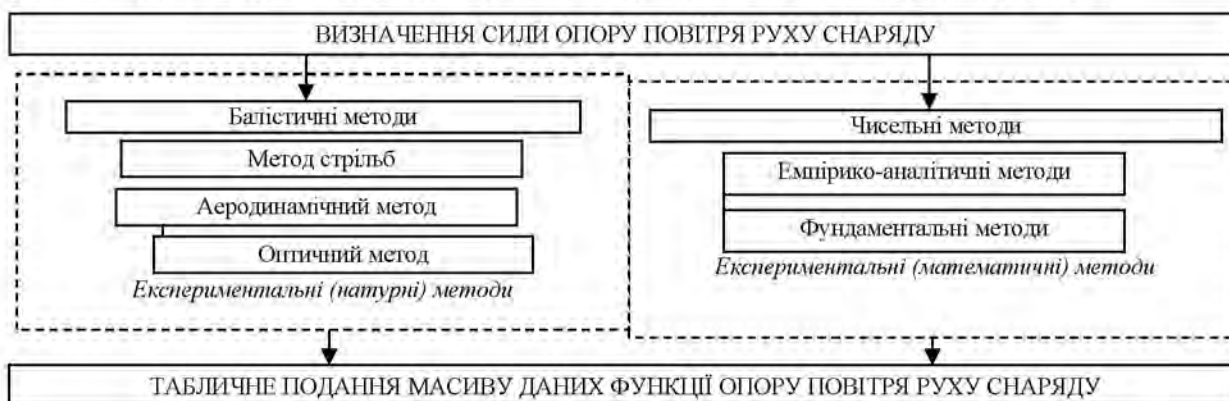 ВИЗНАЧЕННЯ СИЛИ ОПОРУ ПОВІТРЯ РУХУ СНАРЯДУ
Балістичні методи
Метод стрільб
Аеродинамічний метод
Оптичний метод
Експериментальні (натурні) методи
Чисельні методи
Емпірико-аналітичні методи
Фундаментальні методи
Експериментальні (математичні) методи
ТАБЛИЧНЕ ПОДАННЯ МАСИВУ ДАНИХ ФУНКЦІЇ ОПОРУ ПОВІТРЯ РУХУ СНАРЯДУ